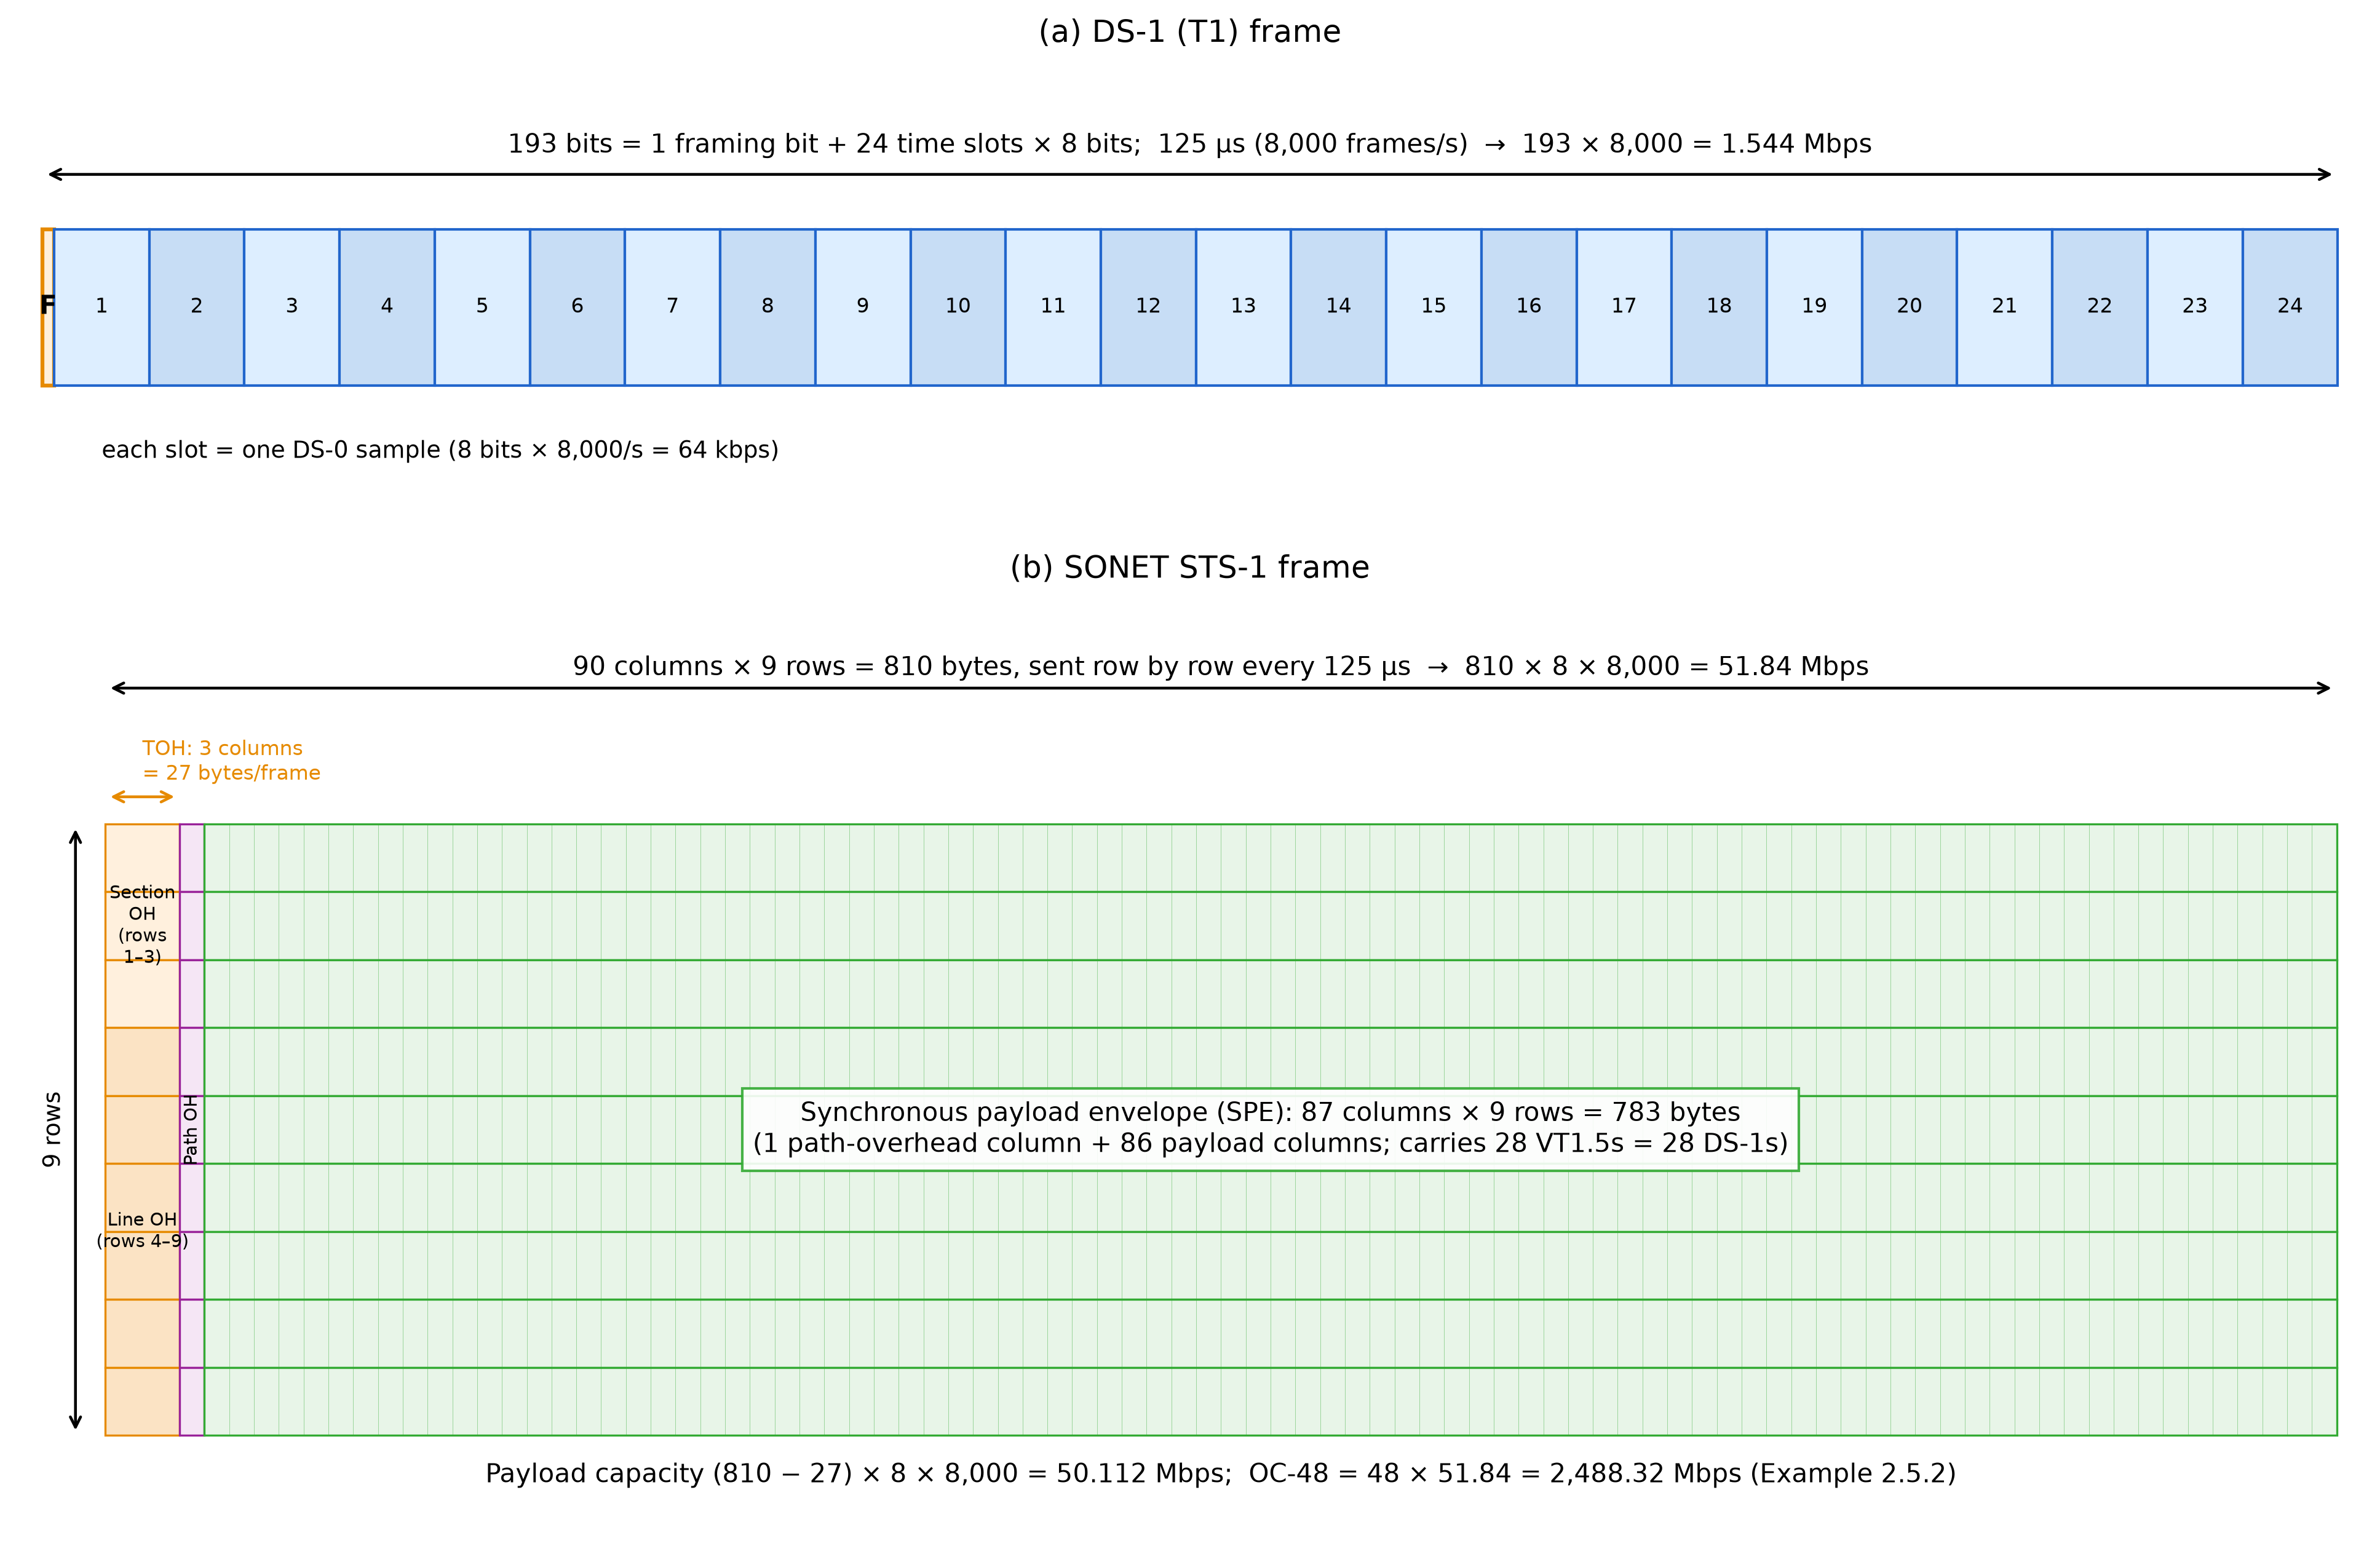 (a) DS-1 (T1) frame
193 bits = 1 framing bit + 24 time slots × 8 bits;  125 μs (8,000 frames/s)  →  193 × 8,000 = 1.544 Mbps
F 1 2 3 4 5 6 7 8 9 10 11 12 13 14 15 16 17 18 19 20 21 22 23 24
each slot = one DS-0 sample (8 bits × 8,000/s = 64 kbps)
(b) SONET STS-1 frame
90 columns × 9 rows = 810 bytes, sent row by row every 125 μs  →  810 × 8 × 8,000 = 51.84 Mbps
TOH: 3 columns
= 27 bytes/frame
9 rows
Section
OH
(rows
1–3)
Path OH
Synchronous payload envelope (SPE): 87 columns × 9 rows = 783 bytes
(1 path-overhead column + 86 payload columns; carries 28 VT1.5s = 28 DS-1s)
Line OH
(rows 4–9)
Payload capacity (810 − 27) × 8 × 8,000 = 50.112 Mbps;  OC-48 = 48 × 51.84 = 2,488.32 Mbps (Example 2.5.2)